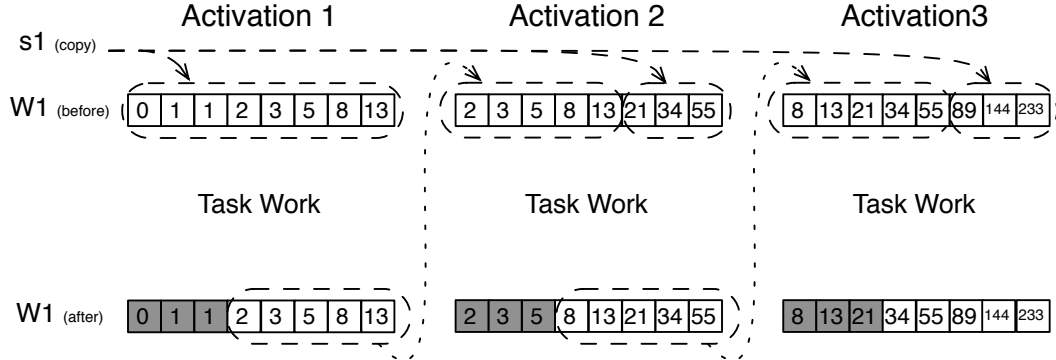 Activation 1 Activation 2 Activation3
s1 (copy)
W1 (before) 0 1 1 2 3 5 8 13 2 3 5 8 13 21 34 55 8 13 21 34 55 89 144 233
Task Work Task Work Task Work
W1 (after) 0 1 1 2 3 5 8 13 2 3 5 8 13 21 34 55 8 13 21 34 55 89 144 233